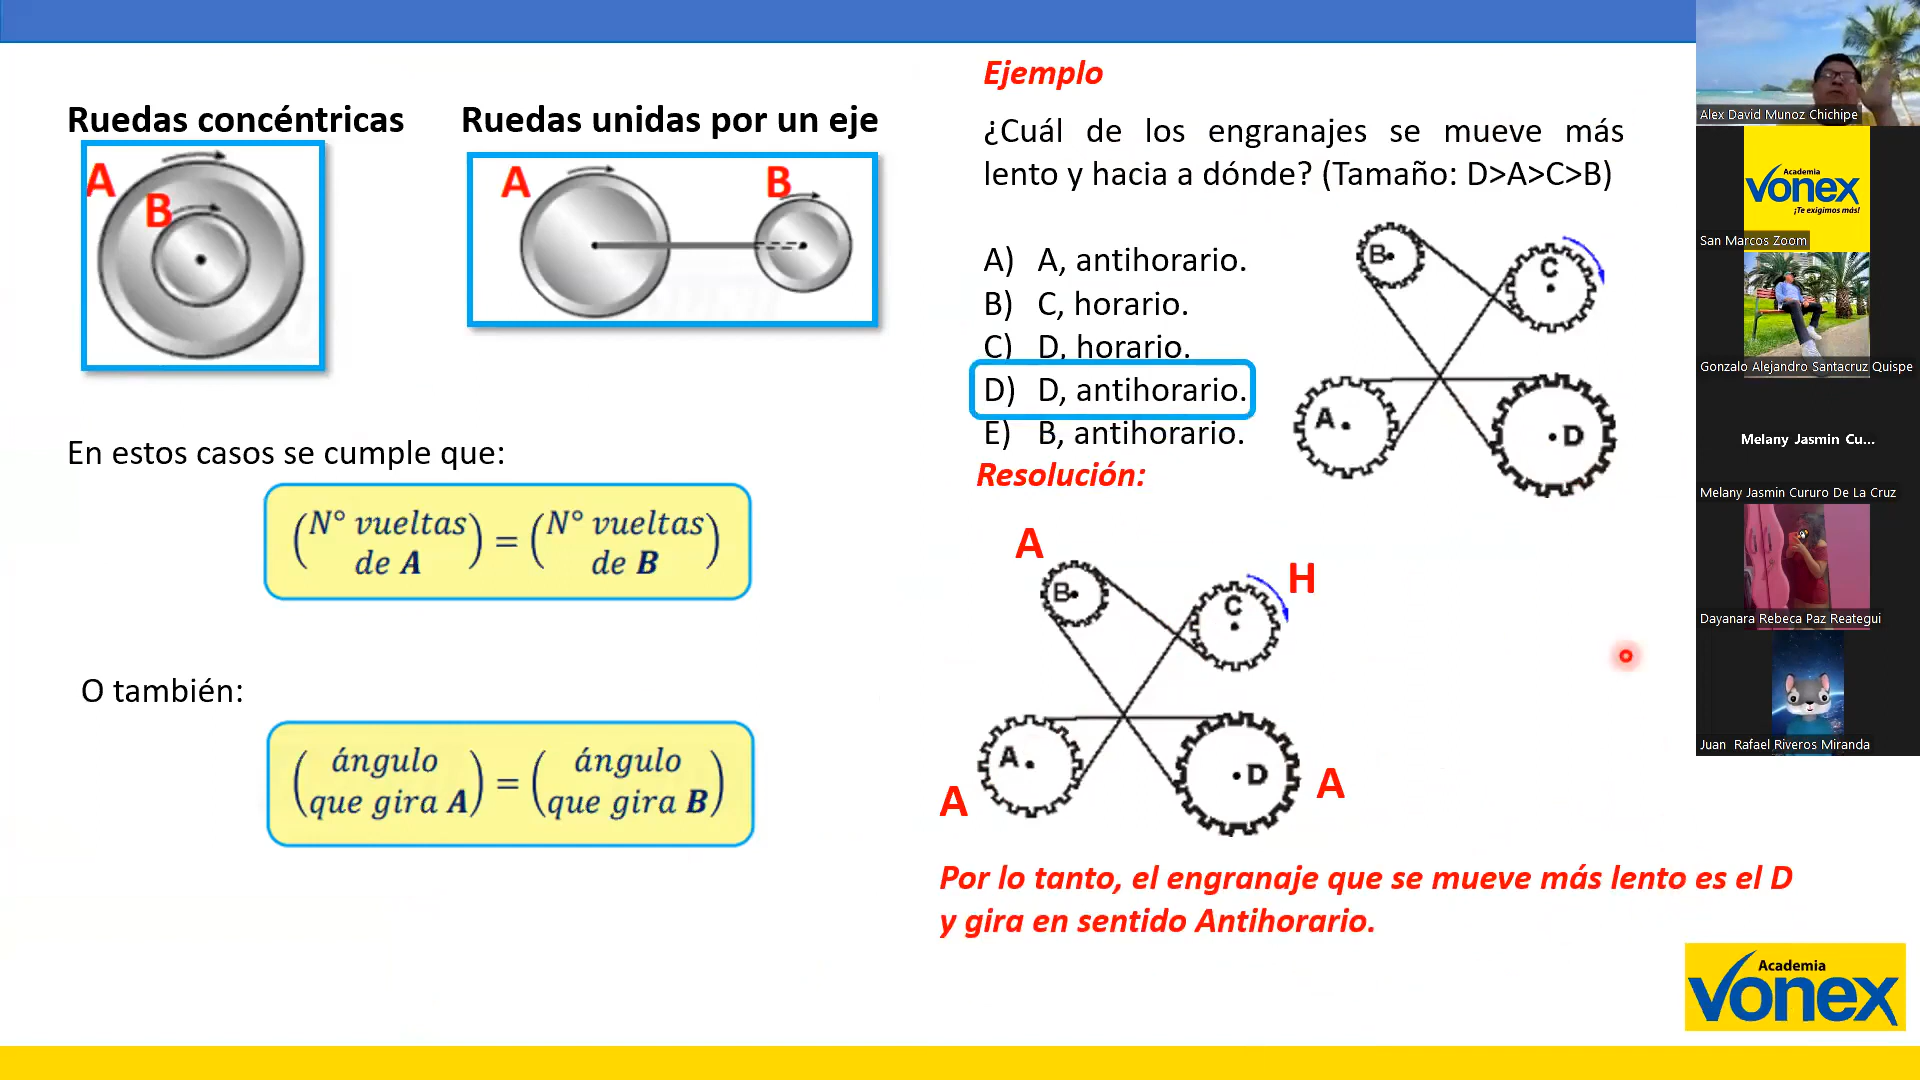 Ruedas concéntricas
A
B
Ruedas unidas por un eje
A
B
En estos casos se cumple que:
(N° vueltas de A) = (N° vueltas de B)
O también:
(ángulo que gira A) = (ángulo que gira B)
Ejemplo
¿Cuál de los engranajes se mueve más
lento y hacia a dónde? (Tamaño: D>A>C>B)
A) A, antihorario.
B) C, horario.
C) D, horario.
D) D, antihorario.
E) B, antihorario.
B
C
A
D
Resolución:
A
B
C
H
A
A
D
A
Por lo tanto, el engranaje que se mueve más lento es el D
y gira en sentido Antihorario.
Academia
vonex
Alex David Munoz Chichipe
Academia
vonex
¡Te exigimos más!
San Marcos Zoom
Gonzalo Alejandro Santacruz Quispe
Melany Jasmin Cu...
Melany Jasmin Cururo De La Cruz
Dayanara Rebeca Paz Reategui
Juan Rafael Riveros Miranda